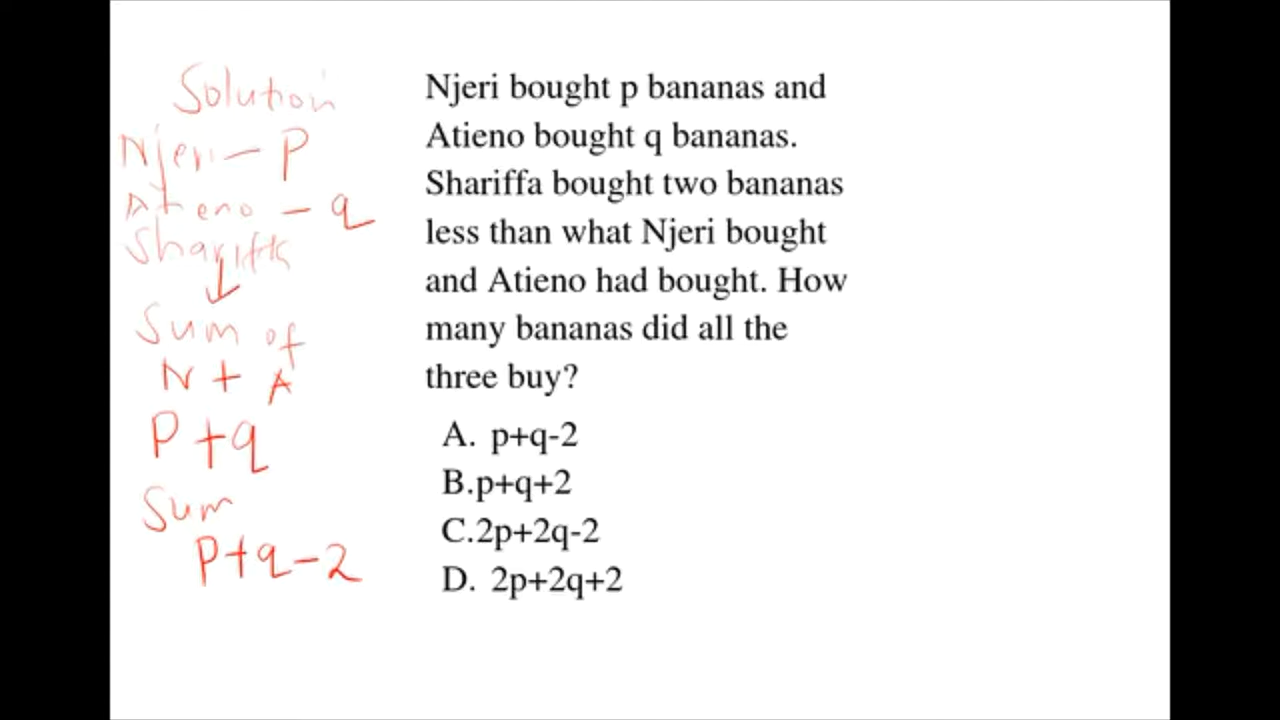 Solution
Njeri - P
Atieno - q
Shariffa
Sum of
N + A
P + q
Sum
P+q-2
Njeri bought p bananas and
Atieno bought q bananas.
Shariffa bought two bananas
less than what Njeri bought
and Atieno had bought. How
many bananas did all the
three buy?
A. p+q-2
B.p+q+2
C.2p+2q-2
D. 2p+2q+2